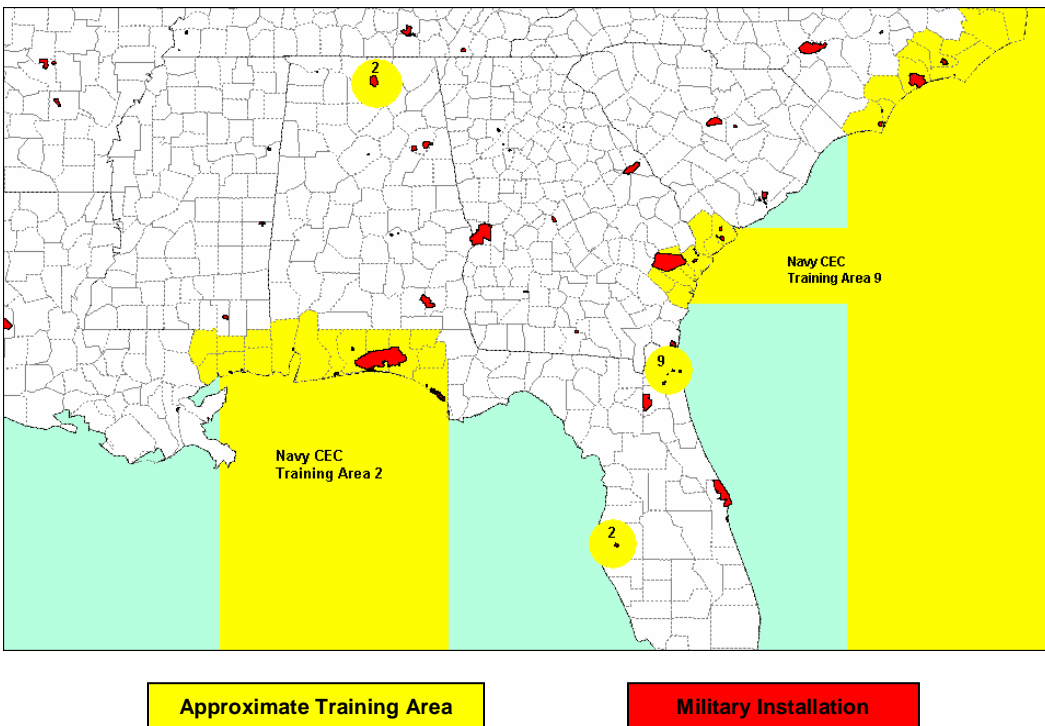 2
Navy CEC
Training Area 9
9
Navy CEC
Training Area 2
2
Approximate Training Area
Military Installation